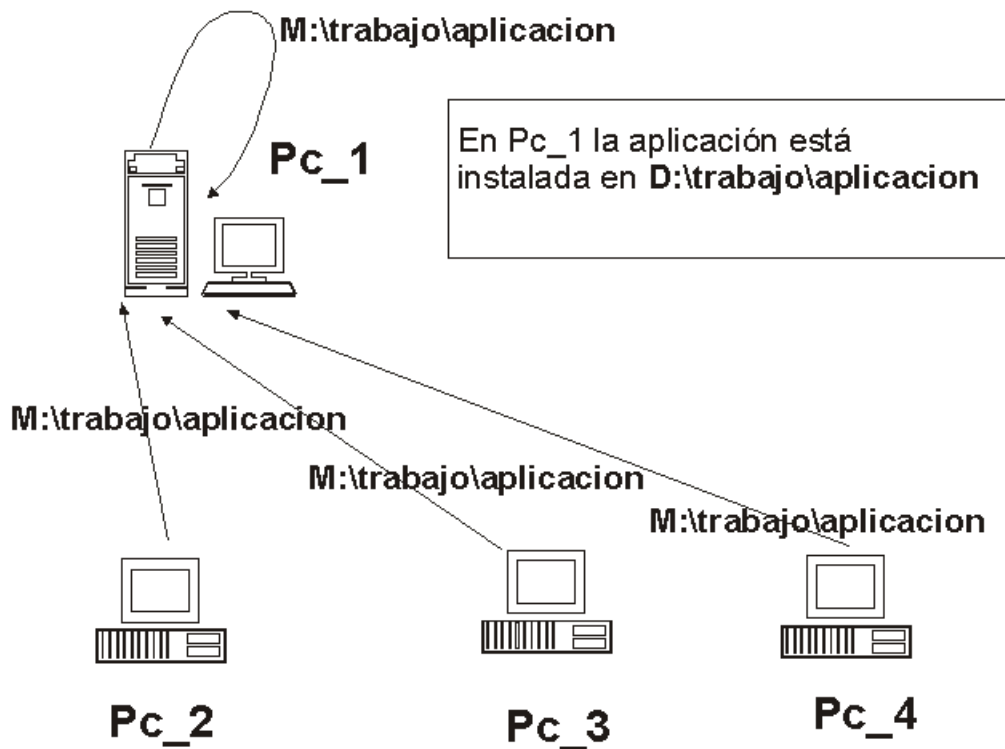 M:\trabajo\aplicacion
Pc_1
En Pc_1 la aplicación está
instalada en D:\trabajo\aplicacion
M:\trabajo\aplicacion
M:\trabajo\aplicacion
M:\trabajo\aplicacion
Pc_2
Pc_3
Pc_4